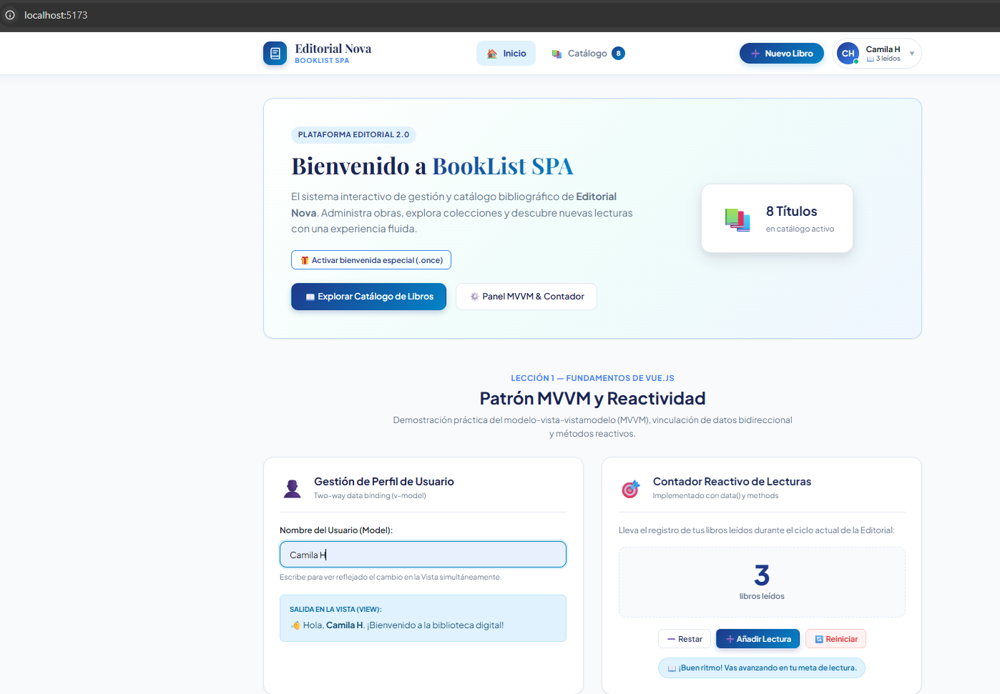 localhost:5173
Editorial Nova
BOOKLIST SPA
Inicio
Catálogo 8
Nuevo Libro
CH
Camila H
3 leídos
PLATAFORMA EDITORIAL 2.0
Bienvenido a BookList SPA
El sistema interactivo de gestión y catálogo bibliográfico de Editorial
Nova. Administra obras, explora colecciones y descubre nuevas lecturas
con una experiencia fluida.
Activar bienvenida especial (.once)
Explorar Catálogo de Libros
Panel MVVM & Contador
8 Títulos
en catálogo activo
LECCIÓN 1 — FUNDAMENTOS DE VUE.JS
Patrón MVVM y Reactividad
Demostración práctica del modelo-vista-vistamodelo (MVVM), vinculación de datos bidireccional
y métodos reactivos.
Gestión de Perfil de Usuario
Two-way data binding (v-model)
Nombre del Usuario (Model):
Camila H
Escribe para ver reflejado el cambio en la Vista simultáneamente.
SALIDA EN LA VISTA (VIEW):
Hola, Camila H. ¡Bienvenido a la biblioteca digital!
Contador Reactivo de Lecturas
Implementado con data() y methods
Lleva el registro de tus libros leídos durante el ciclo actual de la Editorial:
3
libros leídos
Restar
Añadir Lectura
Reiniciar
¡Buen ritmo! Vas avanzando en tu meta de lectura.